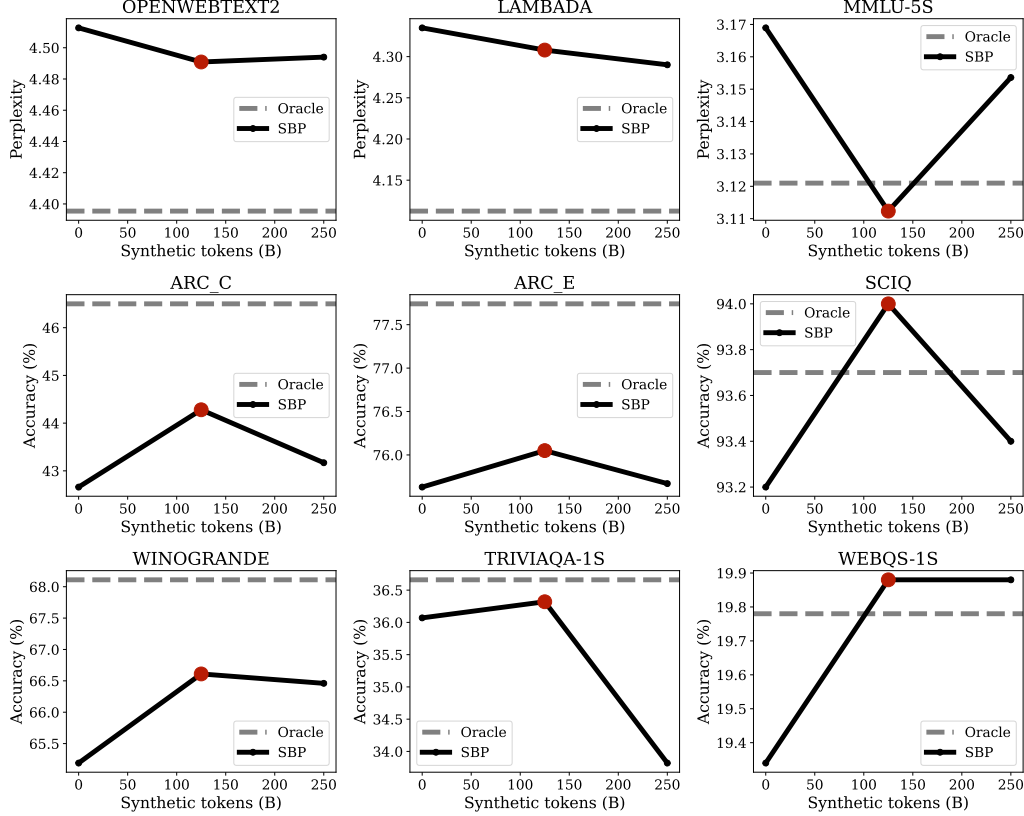 OPENWEBTEXT2
4.50
4.48
4.46
4.44
4.42
4.40
Perplexity
Oracle
SBP
0 50 100 150 200 250
Synthetic tokens (B)
LAMBADA
4.30
4.25
4.20
4.15
Perplexity
Oracle
SBP
0 50 100 150 200 250
Synthetic tokens (B)
MMLU-5S
3.17
3.16
3.15
3.14
3.13
3.12
3.11
Perplexity
Oracle
SBP
0 50 100 150 200 250
Synthetic tokens (B)
ARC_C
46
45
44
43
Accuracy (%)
Oracle
SBP
0 50 100 150 200 250
Synthetic tokens (B)
ARC_E
77.5
77.0
76.5
76.0
Accuracy (%)
Oracle
SBP
0 50 100 150 200 250
Synthetic tokens (B)
SCIQ
94.0
93.8
93.6
93.4
93.2
Accuracy (%)
Oracle
SBP
0 50 100 150 200 250
Synthetic tokens (B)
WINOGRANDE
68.0
67.5
67.0
66.5
66.0
65.5
Accuracy (%)
Oracle
SBP
0 50 100 150 200 250
Synthetic tokens (B)
TRIVIAQA-1S
36.5
36.0
35.5
35.0
34.5
34.0
Accuracy (%)
Oracle
SBP
0 50 100 150 200 250
Synthetic tokens (B)
WEBQS-1S
19.9
19.8
19.7
19.6
19.5
19.4
Accuracy (%)
Oracle
SBP
0 50 100 150 200 250
Synthetic tokens (B)